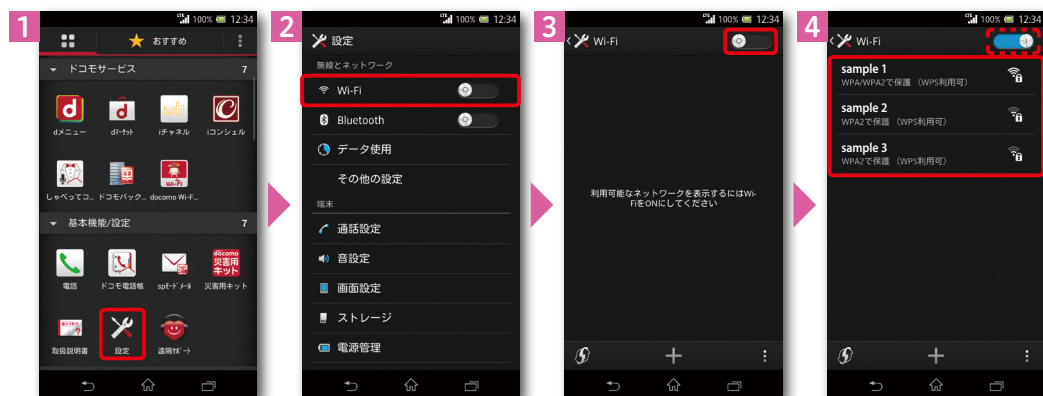 1
LTE 100% 12:34
おすすめ
ドコモサービス 7
dメニュー dマーケット iチャネル iコンシェル
しゃべってコ… ドコモバック… docomo Wi-F…
基本機能/設定 7
電話 ドコモ電話帳 spモードメール 災害用キット
取扱説明書 設定 遠隔サポート
2
LTE 100% 12:34
設定
無線とネットワーク
Wi-Fi
Bluetooth
データ使用
その他の設定
端末
通話設定
音設定
画面設定
ストレージ
電源管理
3
LTE 100% 12:34
Wi-Fi
利用可能なネットワークを表示するにはWi-
FiをONにしてください
4
LTE 100% 12:34
Wi-Fi
sample 1
WPA/WPA2で保護 (WPS利用可)
sample 2
WPA2で保護 (WPS利用可)
sample 3
WPA2で保護 (WPS利用可)